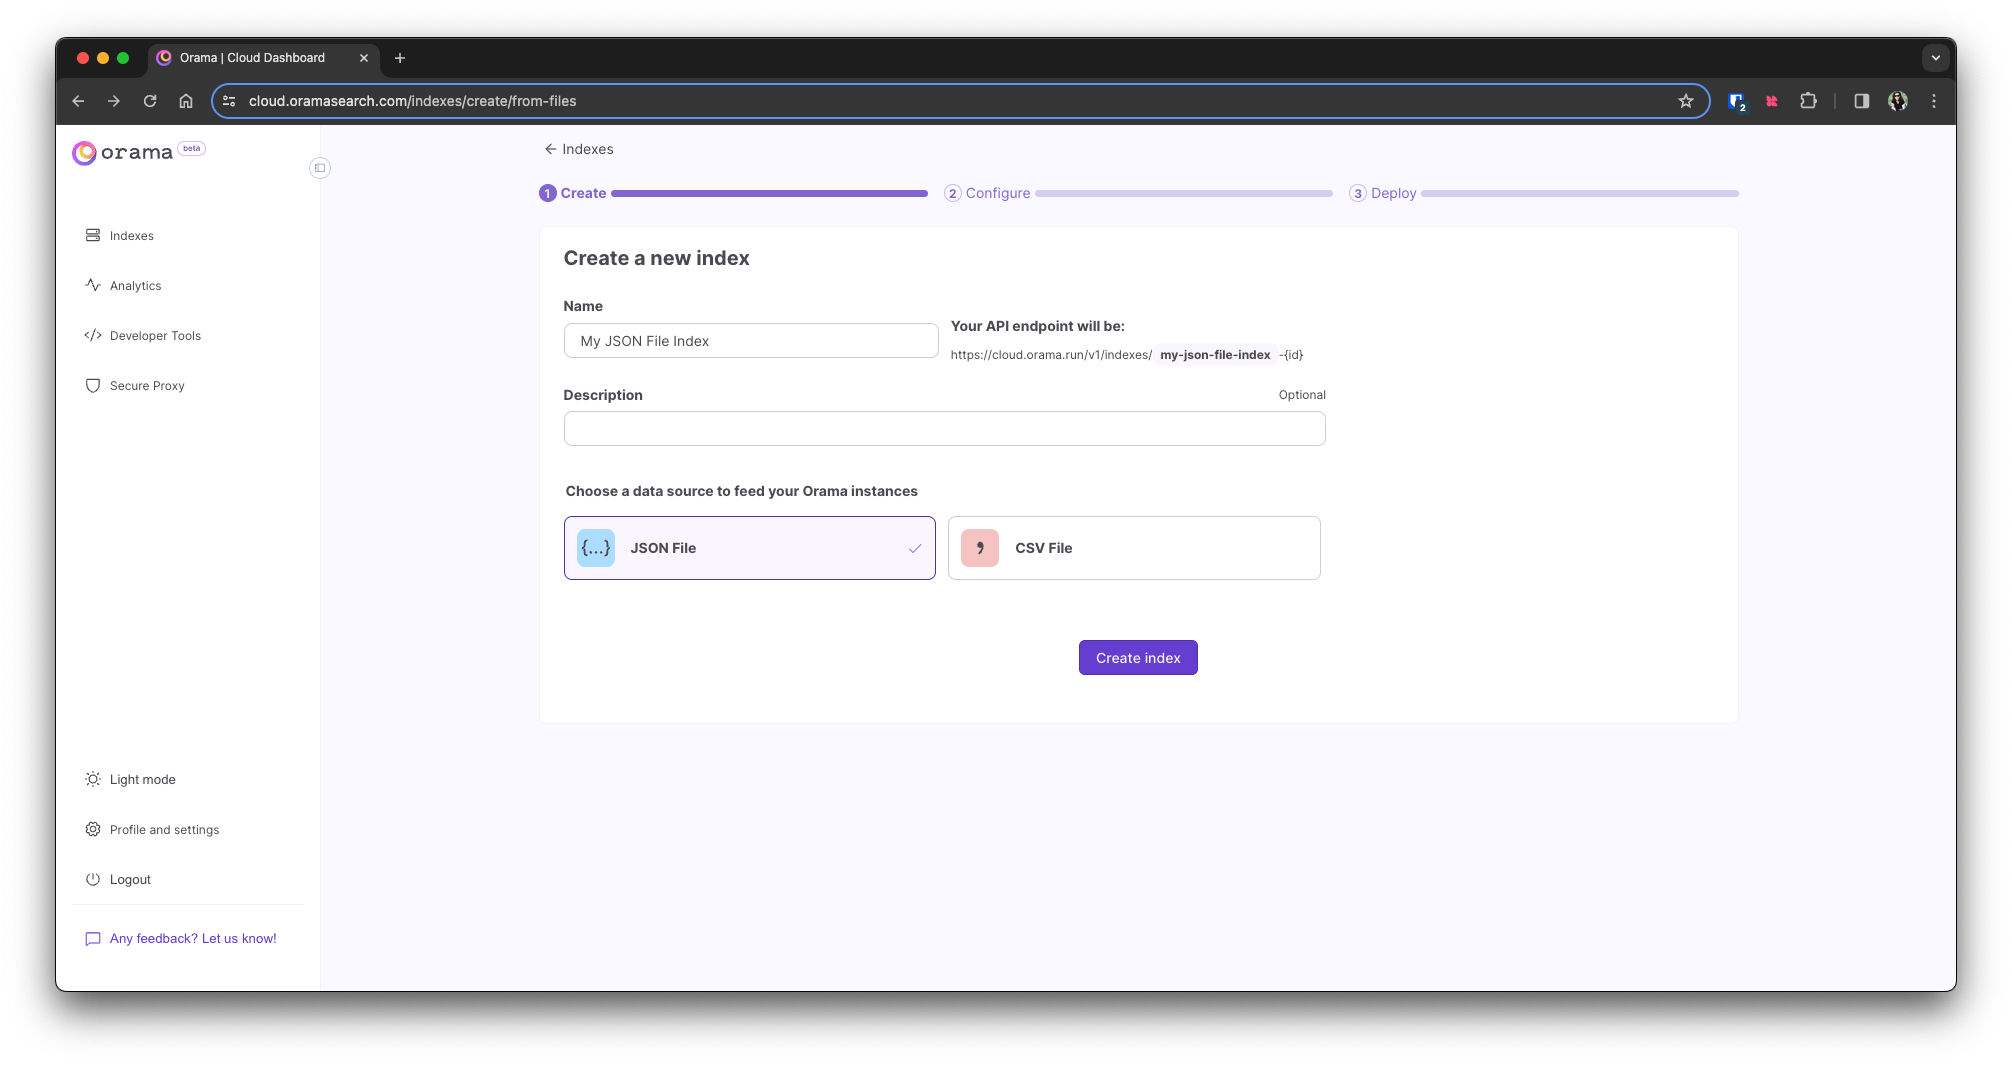 Orama | Cloud Dashboard
cloud.oramasearch.com/indexes/create/from-files
2
orama beta
Indexes
Analytics
Developer Tools
Secure Proxy
Light mode
Profile and settings
Logout
Any feedback? Let us know!
Indexes
1 Create
2 Configure
3 Deploy
Create a new index
Name
My JSON File Index
Your API endpoint will be:
https://cloud.orama.run/v1/indexes/ my-json-file-index -{id}
Description
Optional
Choose a data source to feed your Orama instances
{...} JSON File
, CSV File
Create index